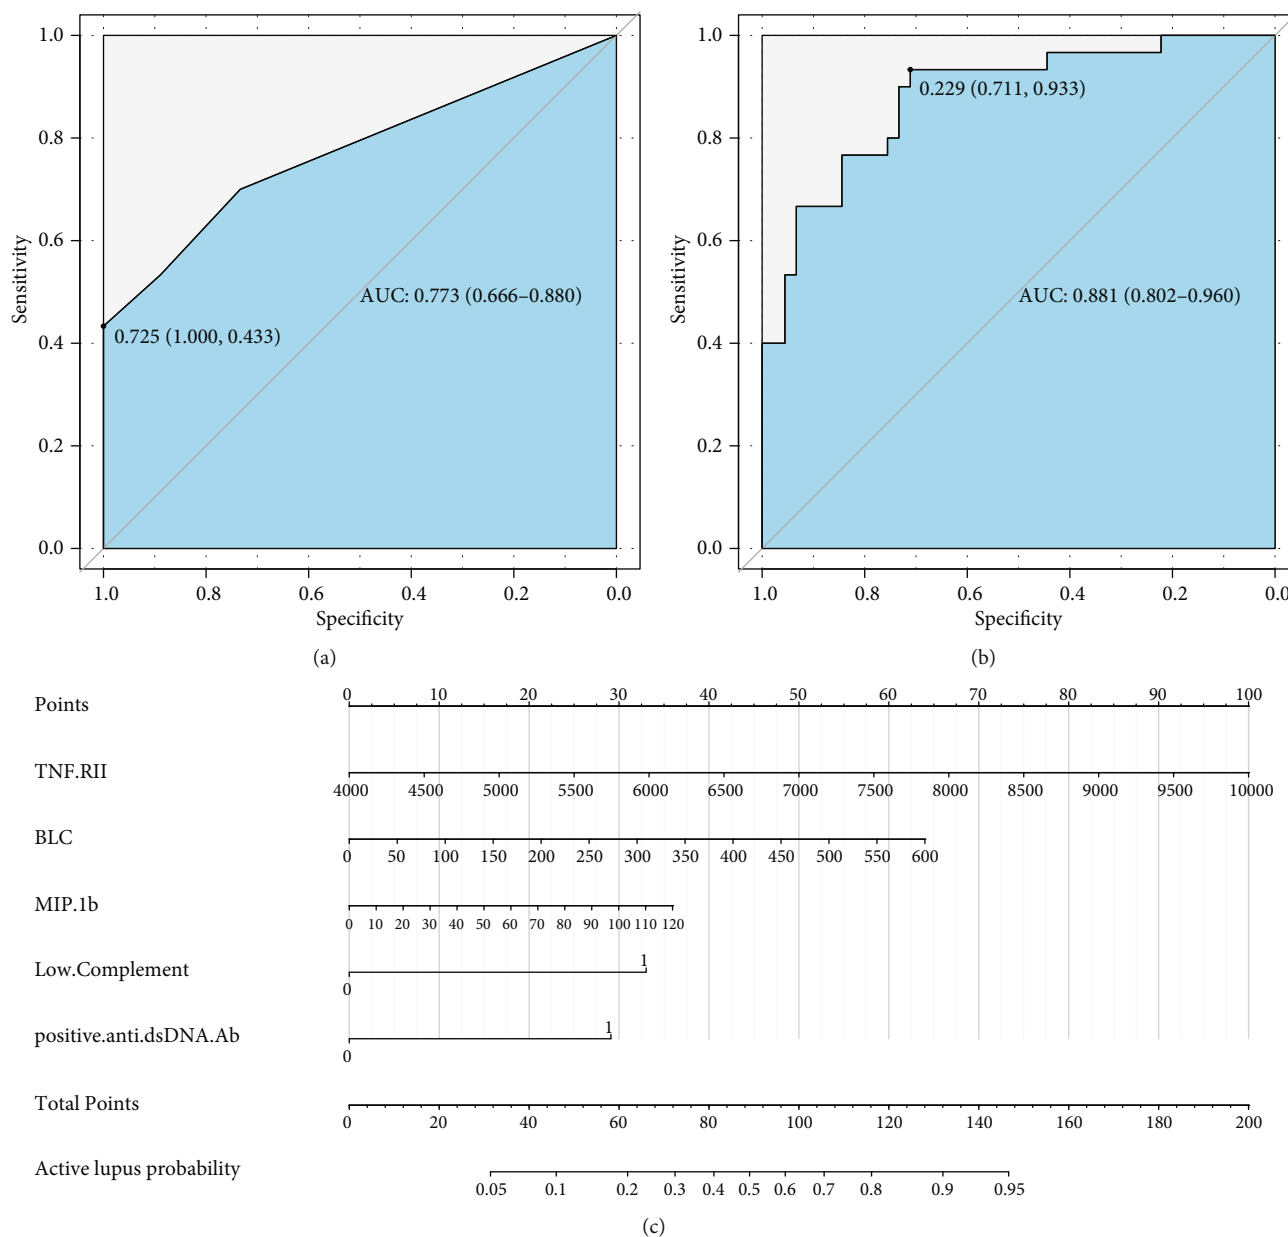 1.0
0.8
0.6
0.4
0.2
0.0
Sensitivity
0.725 (1.000, 0.433)
AUC: 0.773 (0.666–0.880)
1.0 0.8 0.6 0.4 0.2 0.0
Specificity
(a)
1.0
0.8
0.6
0.4
0.2
0.0
Sensitivity
0.229 (0.711, 0.933)
AUC: 0.881 (0.802–0.960)
1.0 0.8 0.6 0.4 0.2 0.0
Specificity
(b)
Points 0 10 20 30 40 50 60 70 80 90 100
TNF.RII 4000 4500 5000 5500 6000 6500 7000 7500 8000 8500 9000 9500 10000
BLC 0 50 100 150 200 250 300 350 400 450 500 550 600
MIP.1b 0 10 20 30 40 50 60 70 80 90 100 110 120
Low.Complement 0 1
positive.anti.dsDNA.Ab 0 1
Total Points 0 20 40 60 80 100 120 140 160 180 200
Active lupus probability 0.05 0.1 0.2 0.3 0.4 0.5 0.6 0.7 0.8 0.9 0.95
(c)